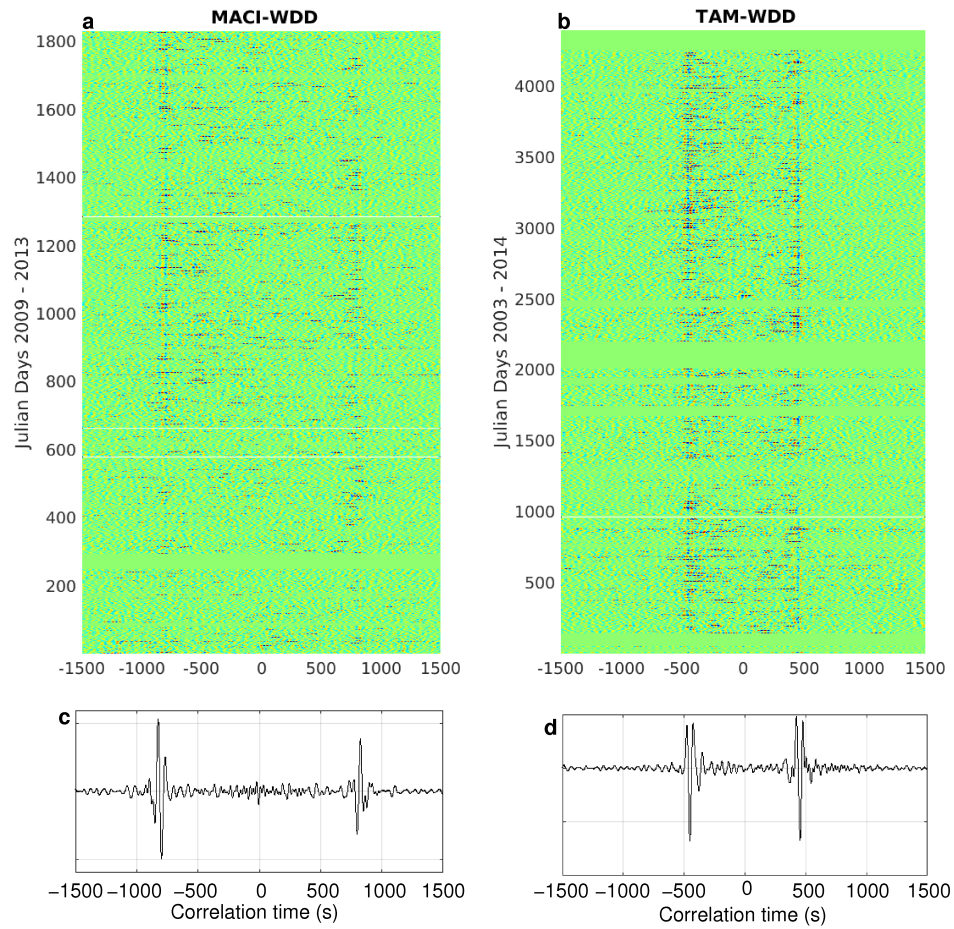 a MACI-WDD
Julian Days 2009 - 2013
1800
1600
1400
1200
1000
800
600
400
200
-1500 -1000 -500 0 500 1000 1500
b TAM-WDD
Julian Days 2003 - 2014
4000
3500
3000
2500
2000
1500
1000
500
-1500 -1000 -500 0 500 1000 1500
c
−1500 −1000 −500 0 500 1000 1500
Correlation time (s)
d
−1500 −1000 −500 0 500 1000 1500
Correlation time (s)